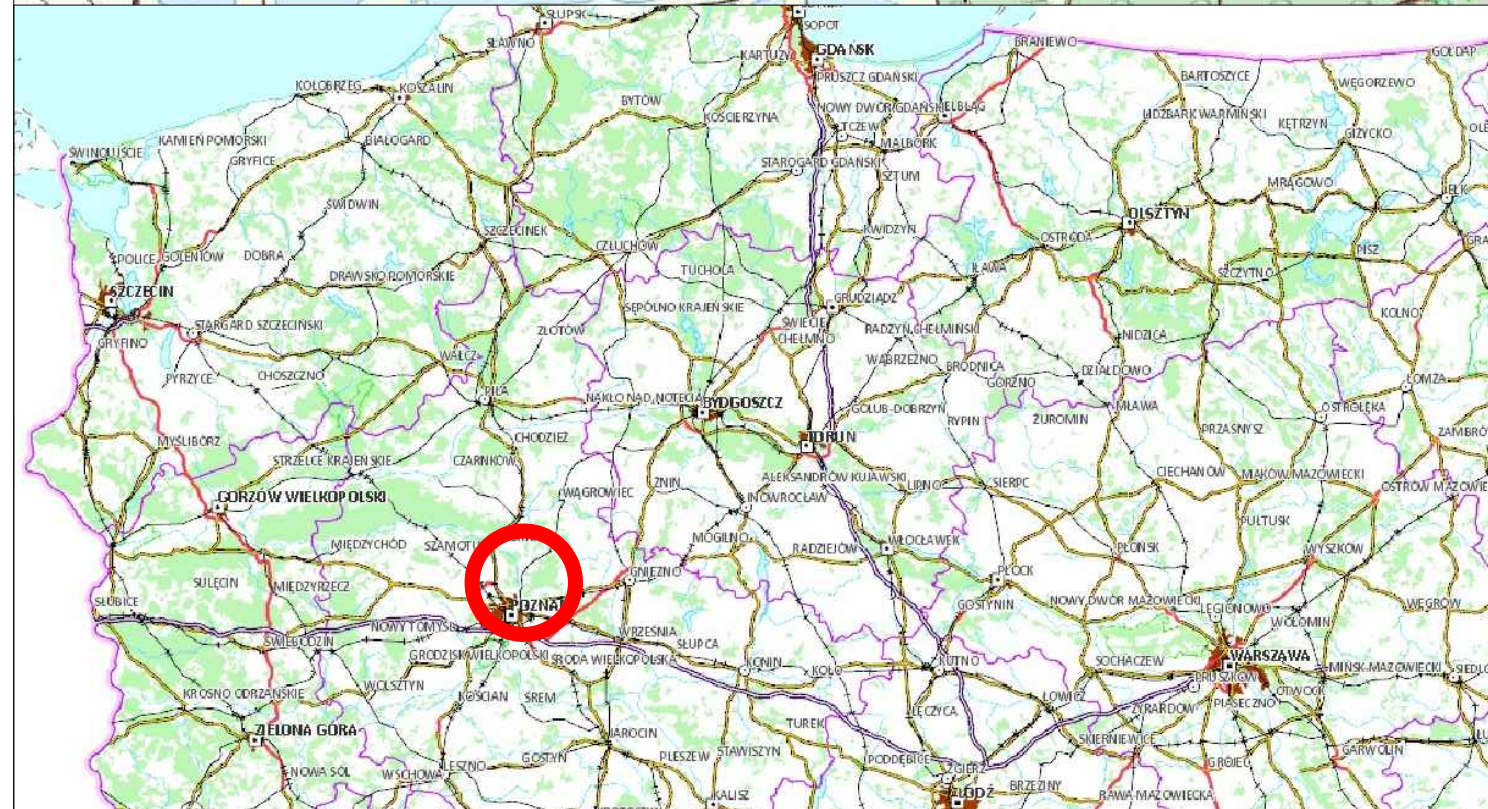 SŁUPSK
SOPOT
SŁAWNO
KARTUZY
GDAŃSK
BRANIEWO
GOŁDAP
KOŁOBRZEG
KOSZALIN
PRUSZCZ GDAŃSKI
BARTOSZYCE
WĘGORZEWO
BYTÓW
KOŚCIERZYNA
NOWY DWÓR GDAŃSKI
ELBLĄG
LIDZBARK WARMIŃSKI
KĘTRZYN
GIŻYCKO
KAMIEŃ POMORSKI
BIAŁOGARD
TCZEW
MALBORK
ŚWINOUJŚCIE
GRYFICE
STAROGARD GDAŃSKI
SZTUM
MRĄGOWO
EŁK
ŚWIDWIN
SZCZECINEK
KWIDZYN
OLSZTYN
OSTRÓDA
CZŁUCHÓW
PISZ
POLICE
GOLENIÓW
DOBRA
DRAWSKO POMORSKIE
TUCHOLA
IŁAWA
SZCZYTNO
SZCZECIN
SĘPÓLNO KRAJEŃSKIE
GRUDZIĄDZ
KOLNO
STARGARD SZCZECIŃSKI
ZŁOTÓW
ŚWIECIE
CHEŁMNO
RADZYŃ CHEŁMIŃSKI
NIDZICA
GRYFINO
WAŁCZ
WĄBRZEŹNO
BRODNICA
PYRZYCE
CHOSZCZNO
GÓRZNO
DZIAŁDOWO
ŁOMŻA
PIŁA
NAKŁO NAD NOTECIĄ
BYDGOSZCZ
GOLUB-DOBRZYŃ
RYPIN
ŻUROMIN
MŁAWA
OSTROŁĘKA
PRZASNYSZ
MYŚLIBÓRZ
CHODZIEŻ
TORUŃ
STRZELCE KRAJEŃSKIE
CZARNKÓW
ALEKSANDRÓW KUJAWSKI
LIPNO
SIERPC
CIECHANÓW
MAKÓW MAZOWIECKI
GORZÓW WIELKOPOLSKI
WĄGROWIEC
ŻNIN
INOWROCŁAW
PUŁTUSK
MIĘDZYCHÓD
SZAMOTU
MOGILNO
RADZIEJÓW
WŁOCŁAWEK
PŁOŃSK
WYSZKÓW
SULĘCIN
MIĘDZYRZECZ
GNIEZNO
PŁOCK
SŁUBICE
POZNA
GOSTYNIN
NOWY DWÓR MAZOWIECKI
LEGIONOWO
WĘGRÓW
WOŁOMIN
ŚWIEBODZIN
NOWY TOMYŚL
WRZEŚNIA
SŁUPCA
GRODZISK WIELKOPOLSKI
ŚRODA WIELKOPOLSKA
KONIN
KOŁO
KUTNO
SOCHACZEW
WARSZAWA
MIŃSK MAZOWIECKI
PRUSZKÓW
OTWOCK
KROSNO ODRZAŃSKIE
WOLSZTYN
KOŚCIAN
ŚREM
ŁOWICZ
ŁĘCZYCA
ŻYRARDÓW
PIASECZNO
ZIELONA GÓRA
JAROCIN
TUREK
SKIERNIEWICE
GOSTYŃ
PLESZEW
STAWISZYN
PODDĘBICE
ZGIERZ
GRÓJEC
GARWOLIN
NOWA SÓL
WSCHOWA
LESZNO
KALISZ
ŁÓDŹ
BRZEZINY
RAWA MAZOWIECKA